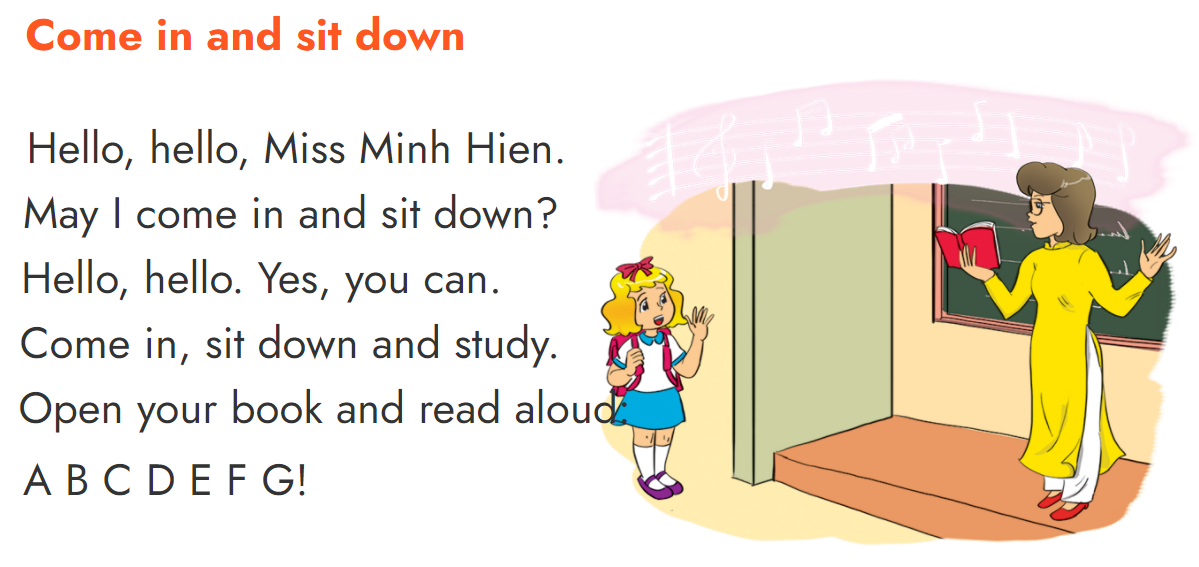 Come in and sit down
Hello, hello, Miss Minh Hien.
May I come in and sit down?
Hello, hello. Yes, you can.
Come in, sit down and study.
Open your book and read aloud:
A B C D E F G!